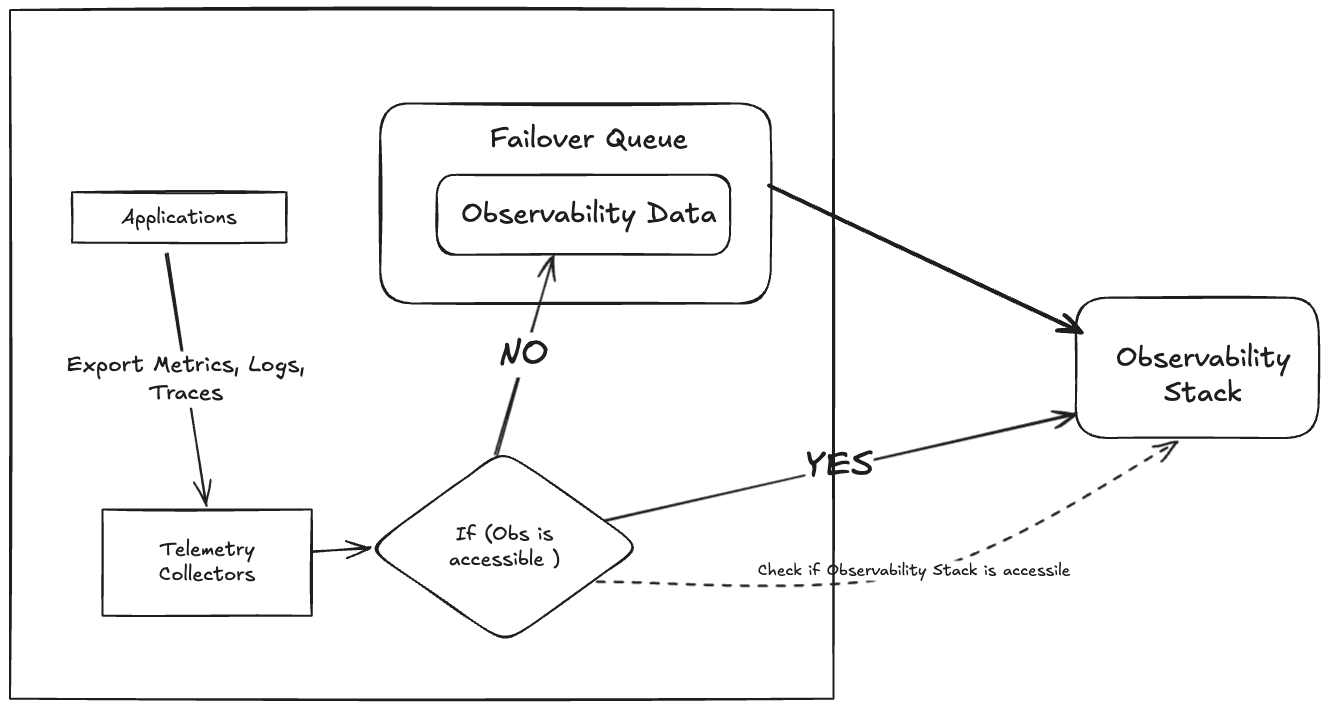 Failover Queue
Observability Data
Applications
Export Metrics, Logs,
Traces
NO
Observability
Stack
YES
If (Obs is
accessible )
Telemetry
Collectors
Check if Observability Stack is accessile